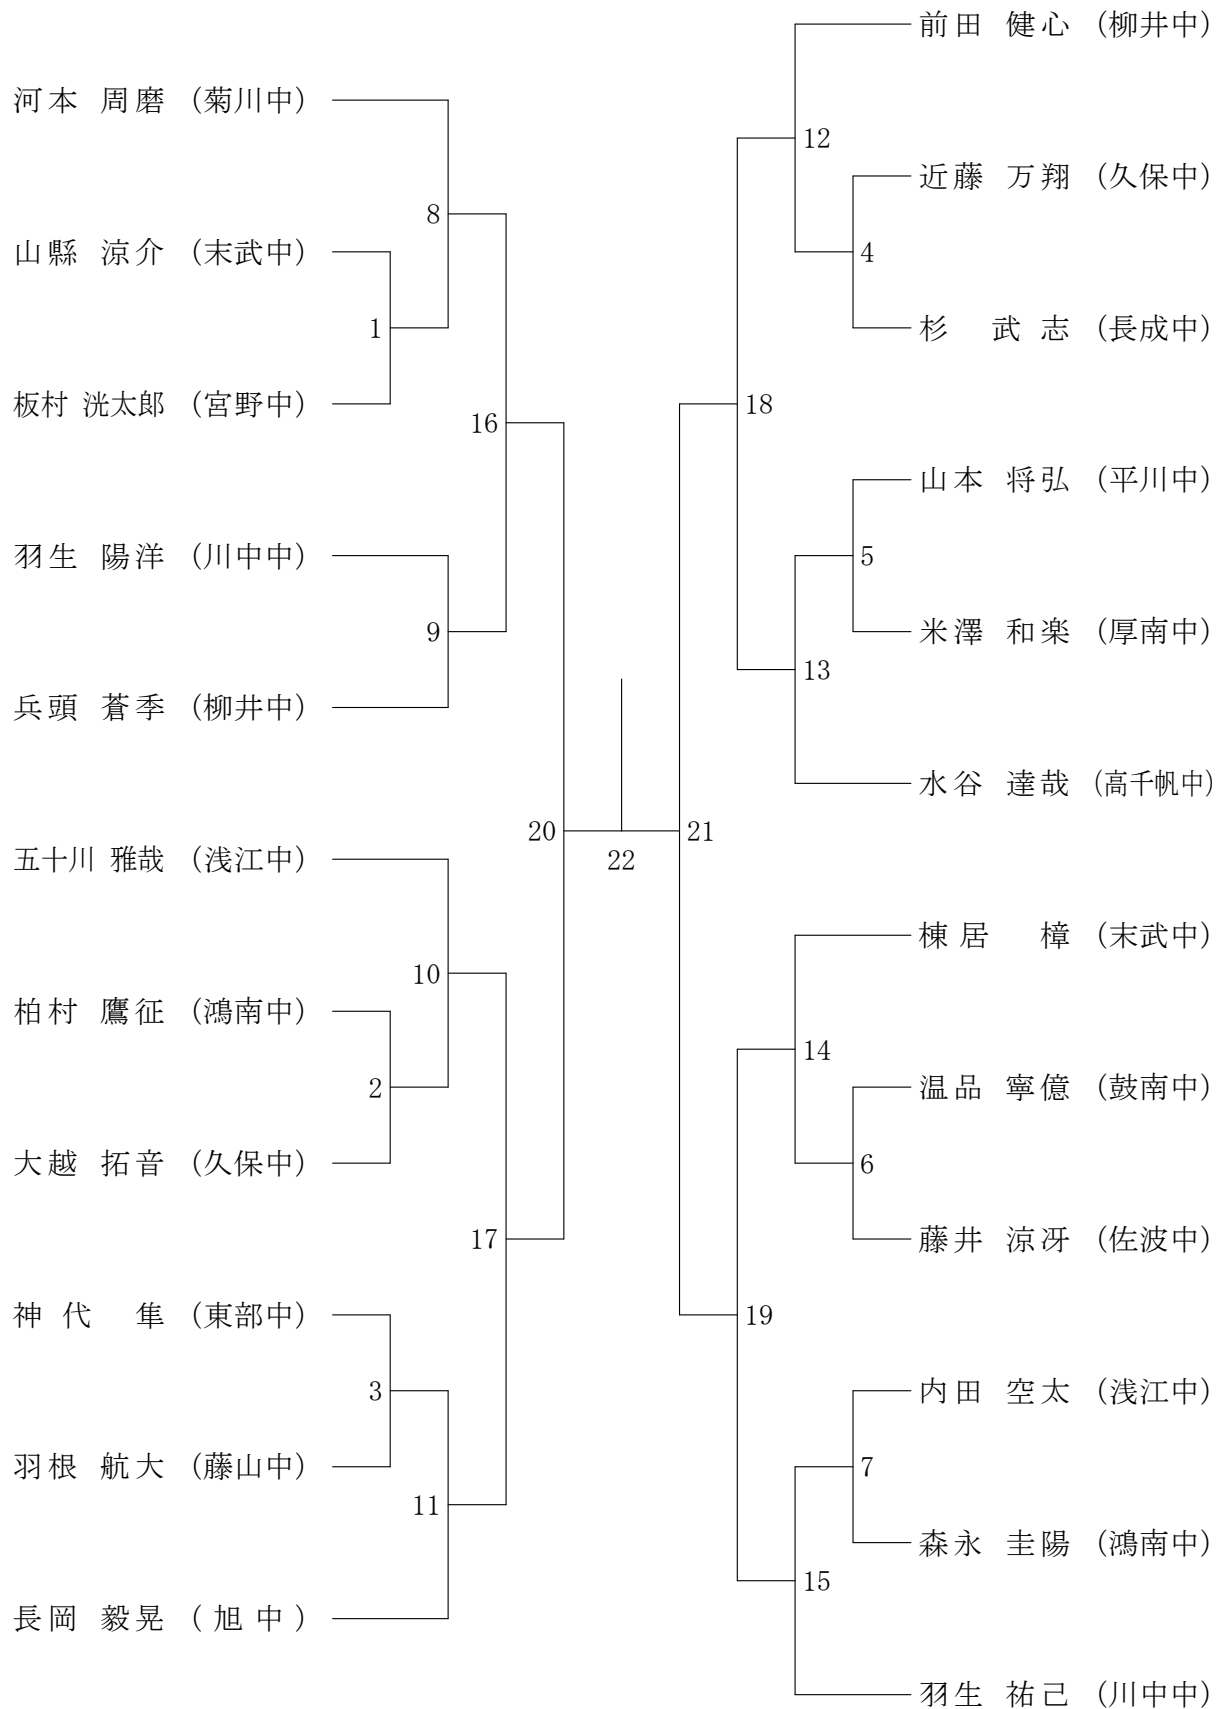 河本 周磨 (菊川中)
8
山縣 涼介 (末武中)
1
板村 洸太郎 (宮野中)
16
羽生 陽洋 (川中中)
9
兵頭 蒼季 (柳井中)
20
五十川 雅哉 (浅江中)
10
柏村 鷹征 (鴻南中)
2
大越 拓音 (久保中)
17
神代 隼 (東部中)
3
羽根 航大 (藤山中)
11
長岡 毅晃 (旭中)
22
前田 健心 (柳井中)
12
近藤 万翔 (久保中)
4
杉 武志 (長成中)
18
山本 将弘 (平川中)
5
米澤 和楽 (厚南中)
13
水谷 達哉 (高千帆中)
21
棟居 樟 (末武中)
14
温品 寧億 (鼓南中)
6
藤井 涼冴 (佐波中)
19
内田 空太 (浅江中)
7
森永 圭陽 (鴻南中)
15
羽生 祐己 (川中中)